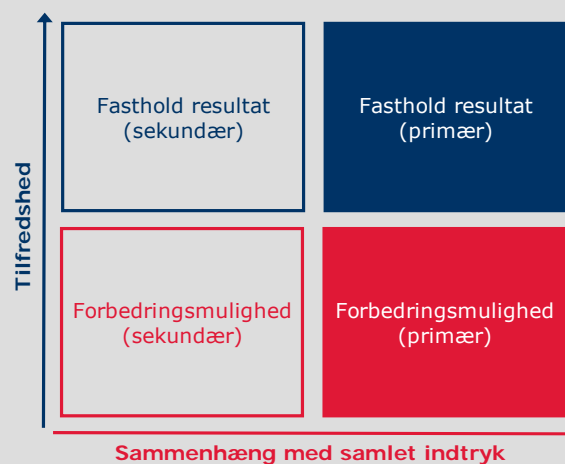 Tilfredshed
Fasthold resultat
(sekundær)
Fasthold resultat
(primær)
Forbedringsmulighed
(sekundær)
Forbedringsmulighed
(primær)
Sammenhæng med samlet indtryk